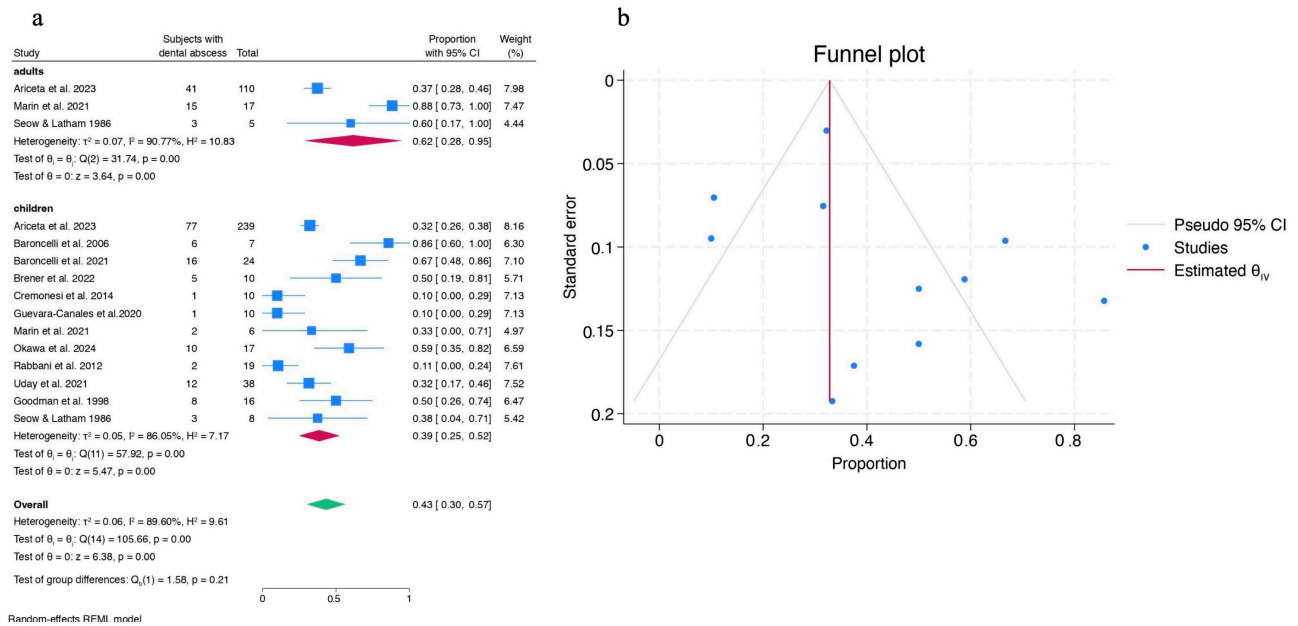 a
Subjects with dental abscess Total Proportion with 95% CI Weight (%)
Study
adults
Ariceta et al. 2023 41 110 0.37 [ 0.28, 0.46] 7.98
Marin et al. 2021 15 17 0.88 [ 0.73, 1.00] 7.47
Seow & Latham 1986 3 5 0.60 [ 0.17, 1.00] 4.44
Heterogeneity: τ² = 0.07, I² = 90.77%, H² = 10.83 0.62 [ 0.28, 0.95]
Test of θᵢ = θⱼ: Q(2) = 31.74, p = 0.00
Test of θ = 0: z = 3.64, p = 0.00
children
Ariceta et al. 2023 77 239 0.32 [ 0.26, 0.38] 8.16
Baroncelli et al. 2006 6 7 0.86 [ 0.60, 1.00] 6.30
Baroncelli et al. 2021 16 24 0.67 [ 0.48, 0.86] 7.10
Brener et al. 2022 5 10 0.50 [ 0.19, 0.81] 5.71
Cremonesi et al. 2014 1 10 0.10 [ 0.00, 0.29] 7.13
Guevara-Canales et al.2020 1 10 0.10 [ 0.00, 0.29] 7.13
Marin et al. 2021 2 6 0.33 [ 0.00, 0.71] 4.97
Okawa et al. 2024 10 17 0.59 [ 0.35, 0.82] 6.59
Rabbani et al. 2012 2 19 0.11 [ 0.00, 0.24] 7.61
Uday et al. 2021 12 38 0.32 [ 0.17, 0.46] 7.52
Goodman et al. 1998 8 16 0.50 [ 0.26, 0.74] 6.47
Seow & Latham 1986 3 8 0.38 [ 0.04, 0.71] 5.42
Heterogeneity: τ² = 0.05, I² = 86.05%, H² = 7.17 0.39 [ 0.25, 0.52]
Test of θᵢ = θⱼ: Q(11) = 57.92, p = 0.00
Test of θ = 0: z = 5.47, p = 0.00
Overall 0.43 [ 0.30, 0.57]
Heterogeneity: τ² = 0.06, I² = 89.60%, H² = 9.61
Test of θᵢ = θⱼ: Q(14) = 105.66, p = 0.00
Test of θ = 0: z = 6.38, p = 0.00
Test of group differences: Q_b(1) = 1.58, p = 0.21
0 0.5 1
Random-effects REML model
b
Funnel plot
0
0.05
0.1
0.15
0.2
Standard error
0 0.2 0.4 0.6 0 8
Proportion
Pseudo 95% CI
Studies
Estimated θ_IV